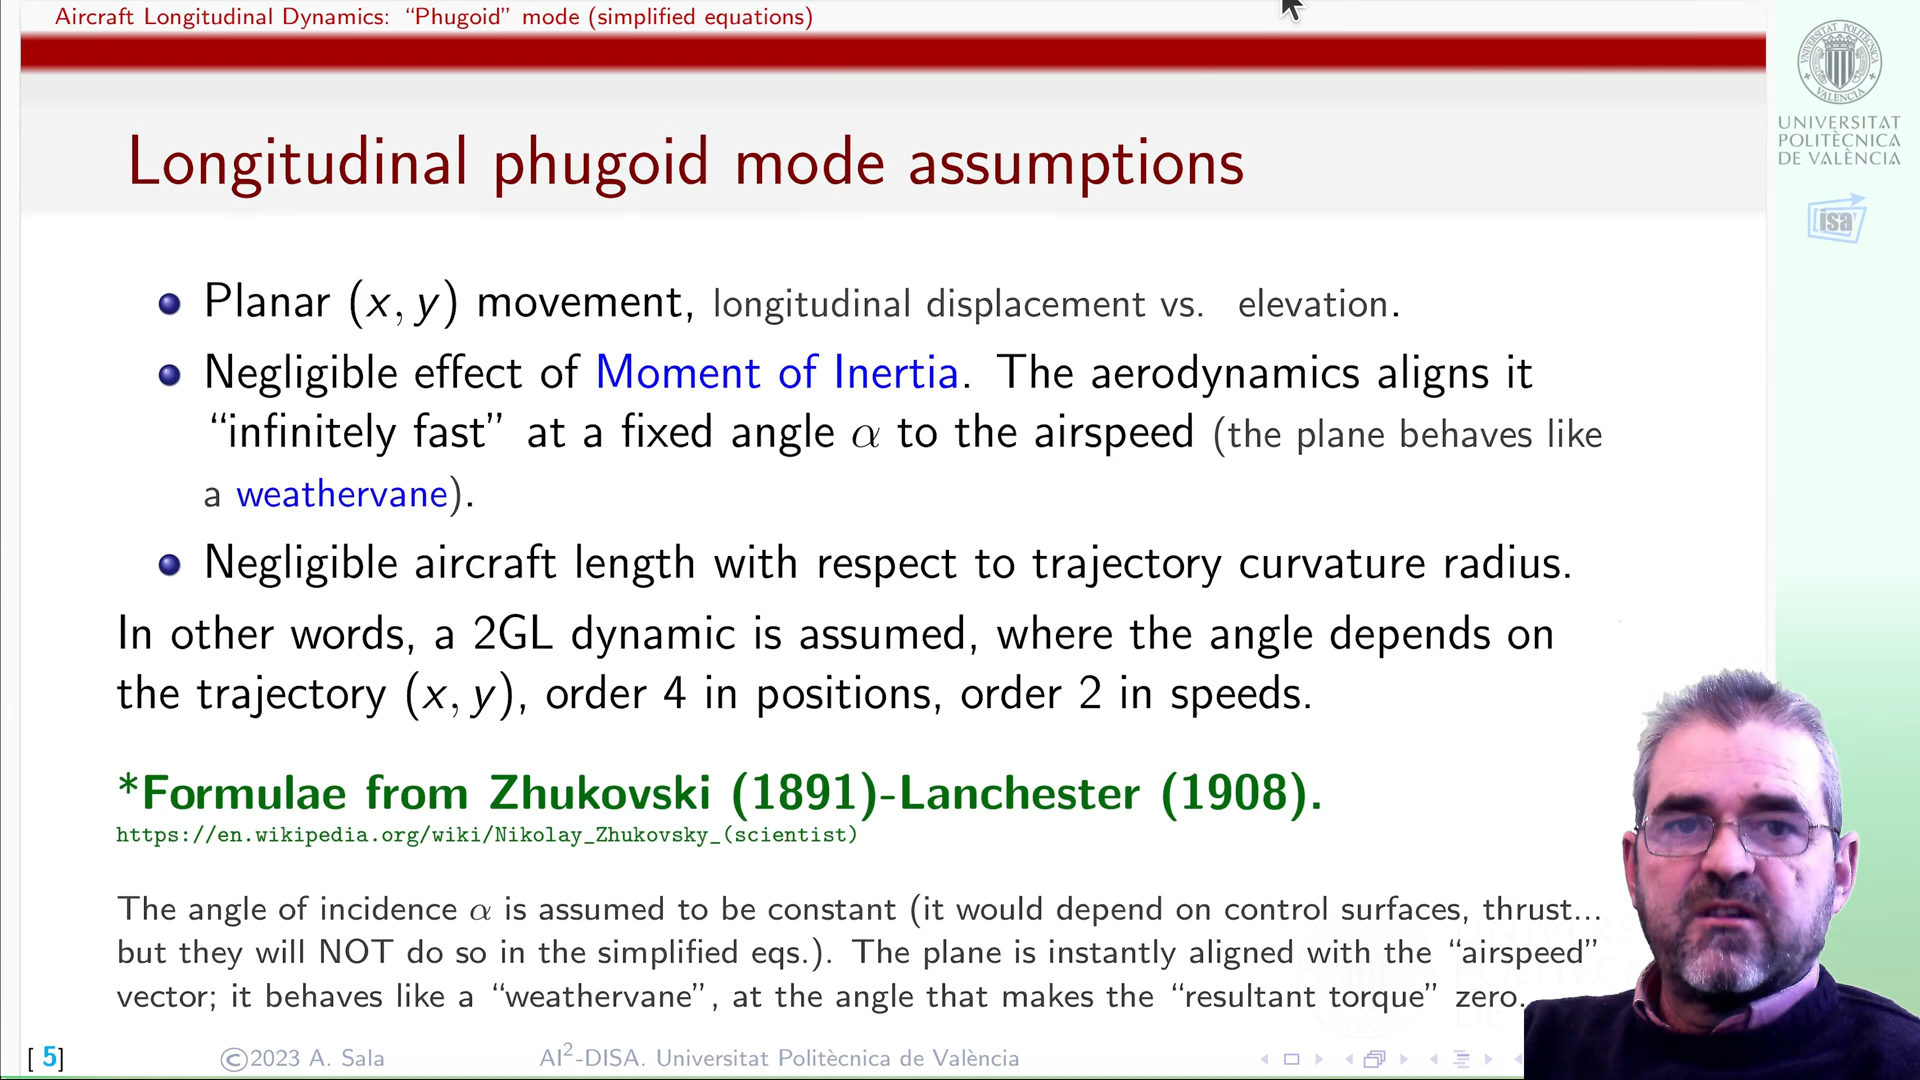 Aircraft Longitudinal Dynamics: “Phugoid” mode (simplified equations)
UNIVERSITAT
POLITÈCNICA
DE VALÈNCIA
isa
Longitudinal phugoid mode assumptions
Planar (x, y) movement, longitudinal displacement vs. elevation.
Negligible effect of Moment of Inertia. The aerodynamics aligns it
“infinitely fast” at a fixed angle α to the airspeed (the plane behaves like
a weathervane).
Negligible aircraft length with respect to trajectory curvature radius.
In other words, a 2GL dynamic is assumed, where the angle depends on
the trajectory (x, y), order 4 in positions, order 2 in speeds.
*Formulae from Zhukovski (1891)-Lanchester (1908).
https://en.wikipedia.org/wiki/Nikolay_Zhukovsky_(scientist)
The angle of incidence α is assumed to be constant (it would depend on control surfaces, thrust...
but they will NOT do so in the simplified eqs.). The plane is instantly aligned with the “airspeed”
vector; it behaves like a “weathervane”, at the angle that makes the “resultant torque” zero.
[ 5] ©2023 A. Sala AI²-DISA. Universitat Politècnica de València